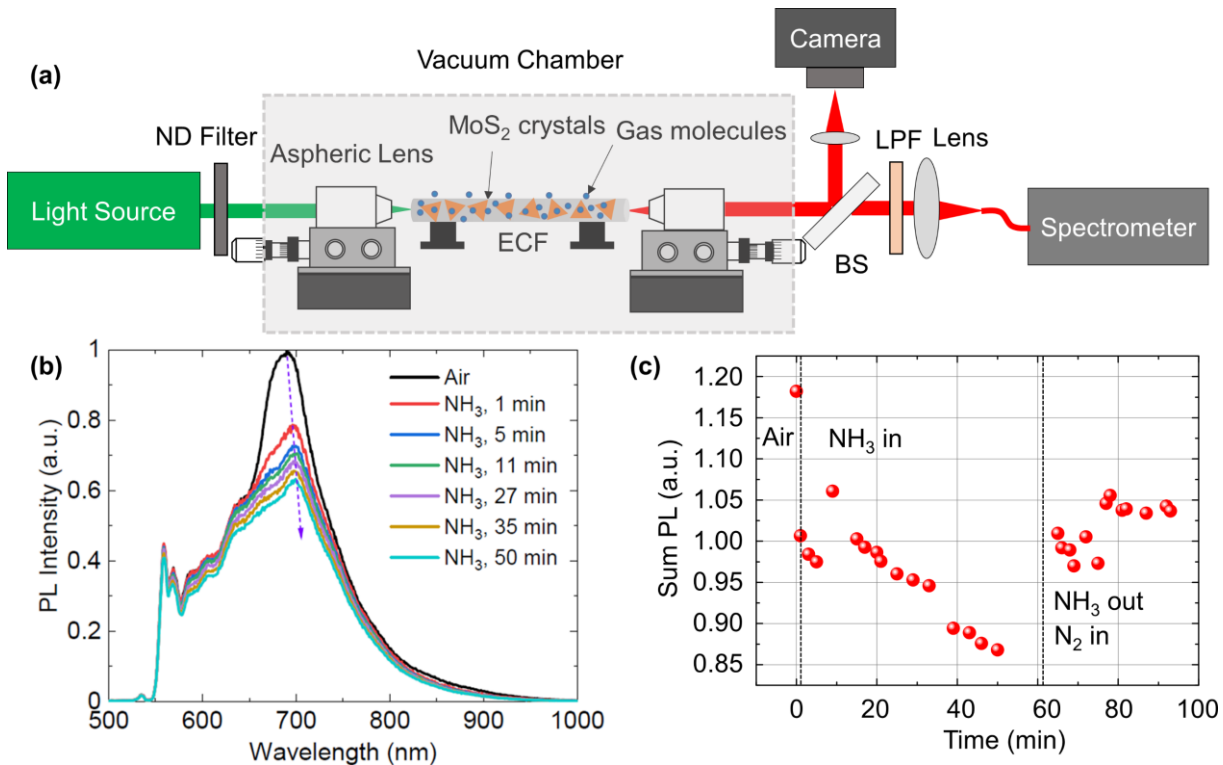 (a)
Vacuum Chamber
Camera
ND Filter
MoS₂ crystals
Gas molecules
Aspheric Lens
LPF
Lens
Light Source
ECF
BS
Spectrometer
(b)
PL Intensity (a.u.)
1
0.8
0.6
0.4
0.2
0
Air
NH₃, 1 min
NH₃, 5 min
NH₃, 11 min
NH₃, 27 min
NH₃, 35 min
NH₃, 50 min
500
600
700
800
900
1000
Wavelength (nm)
(c)
Sum PL (a.u.)
1.20
1.15
1.10
1.05
1.00
0.95
0.90
0.85
Air
NH₃ in
NH₃ out
N₂ in
0
20
40
60
80
100
Time (min)